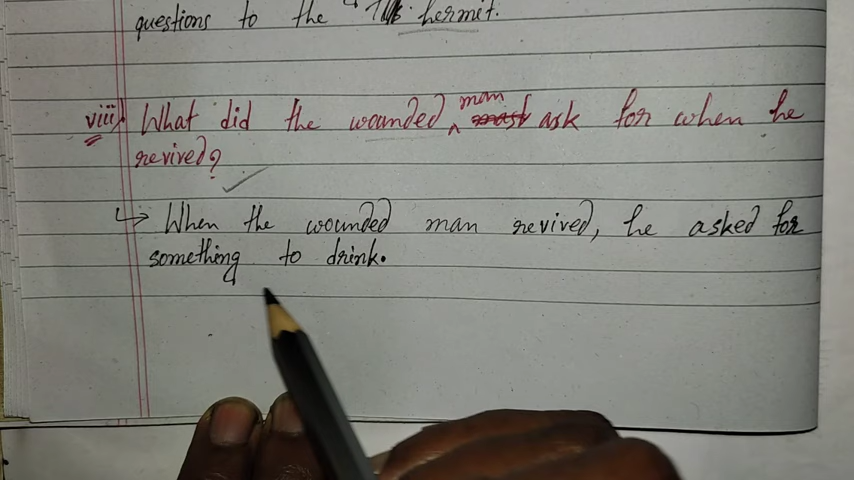 questions to the hermit.
viii) What did the wounded man ask for when he
revived?
↳ When the wounded man revived, he asked for
something to drink.